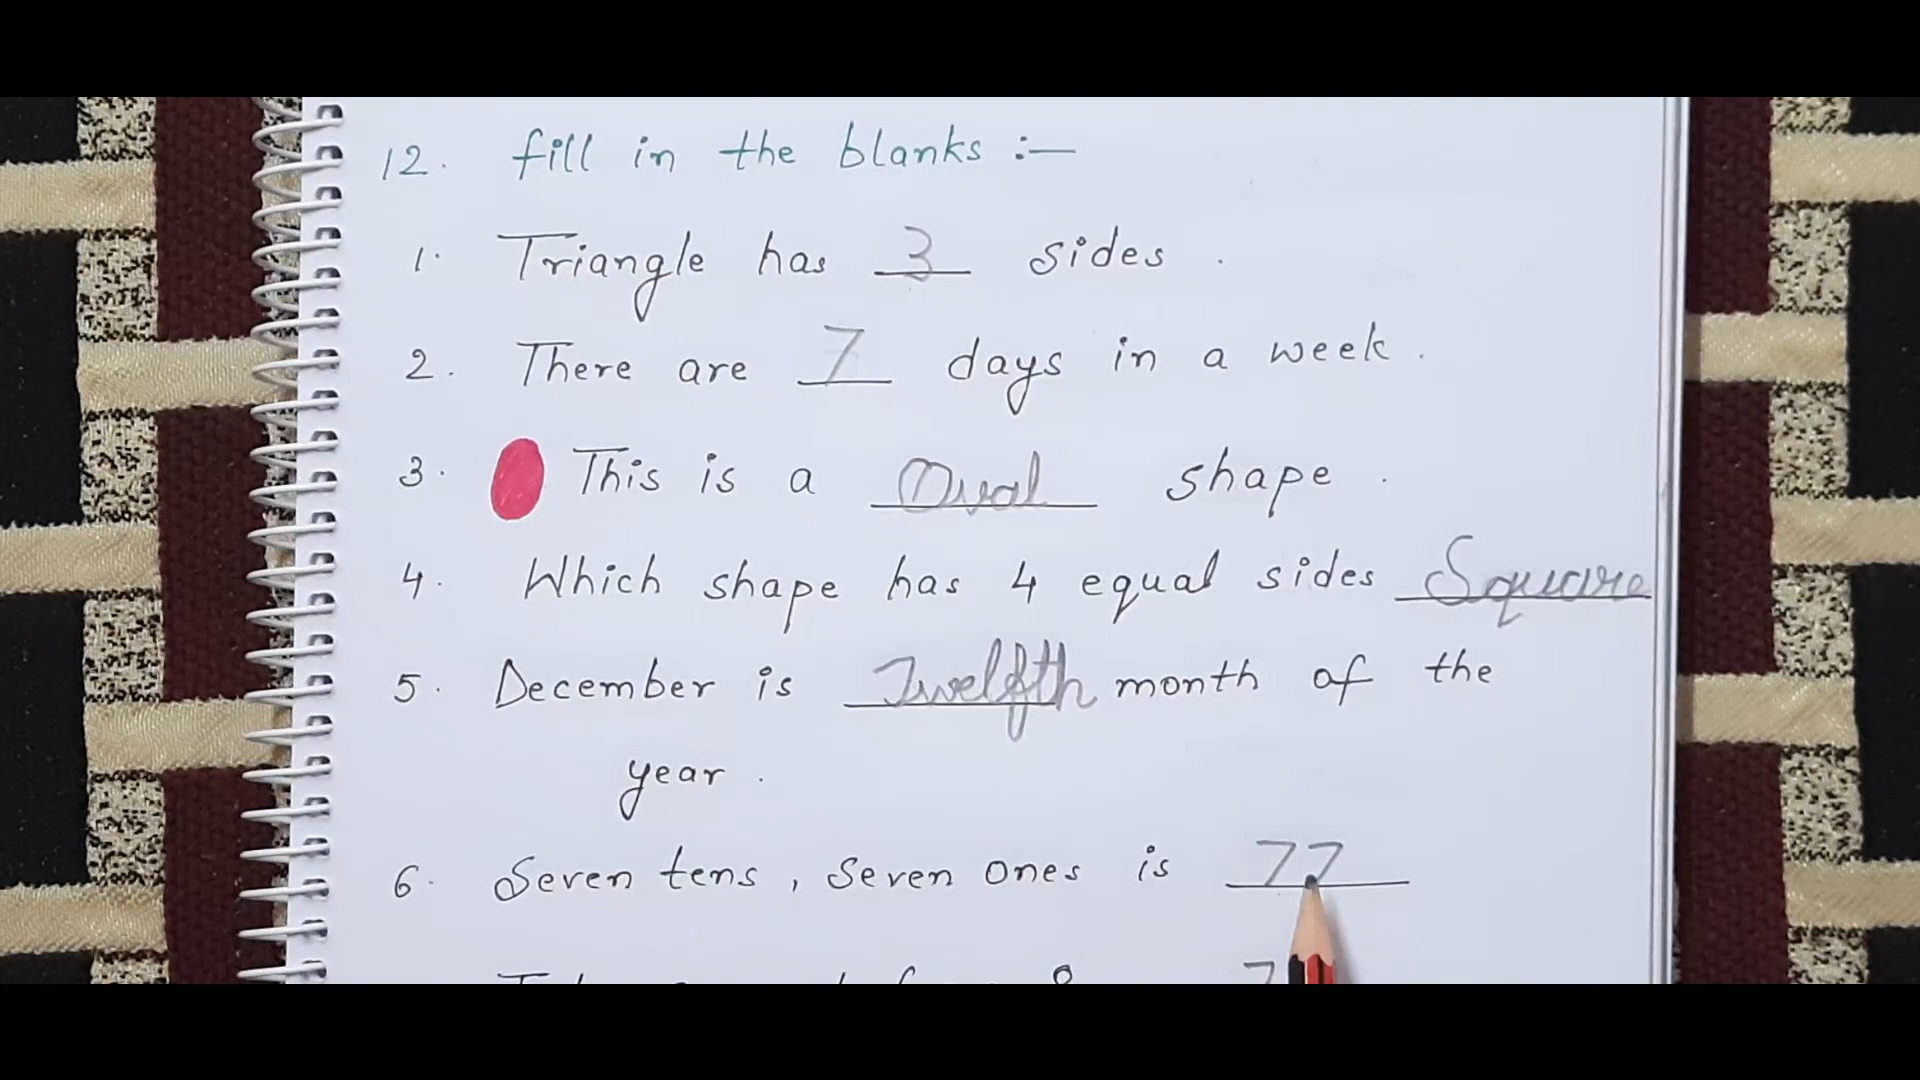 12. fill in the blanks :-
1. Triangle has 3 sides.
2. There are 7 days in a week.
3. This is a Oval shape.
4. Which shape has 4 equal sides Square
5. December is Twelfth month of the
year.
6. Seven tens, seven ones is 77